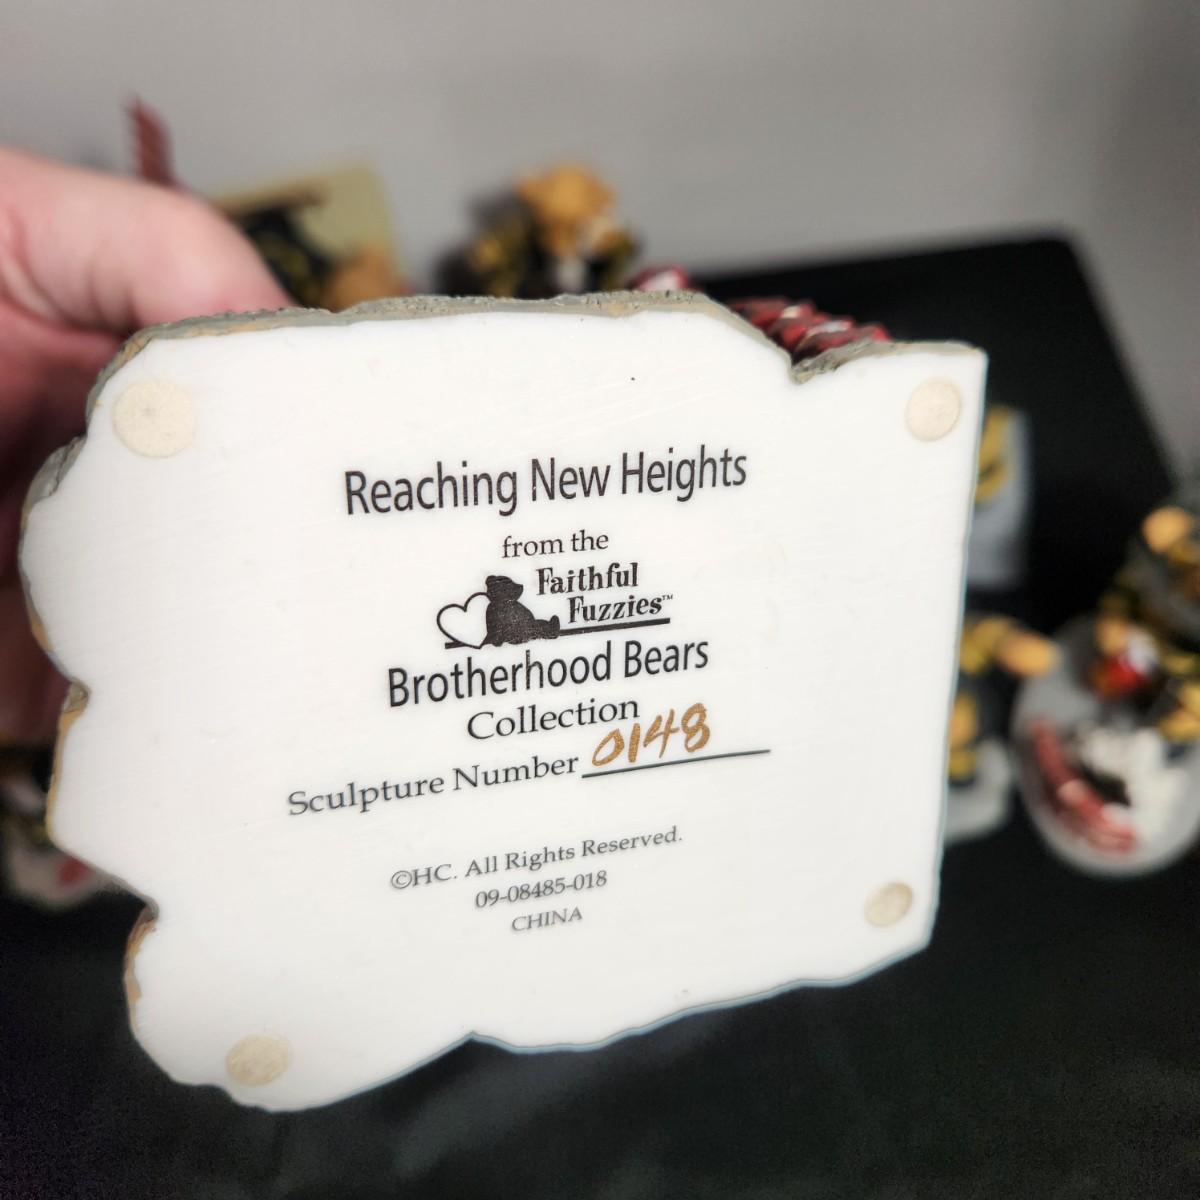 Reaching New Heights
from the
Faithful
Fuzzies™
Brotherhood Bears
Collection
Sculpture Number 0148
©HC. All Rights Reserved.
09-08485-018
CHINA